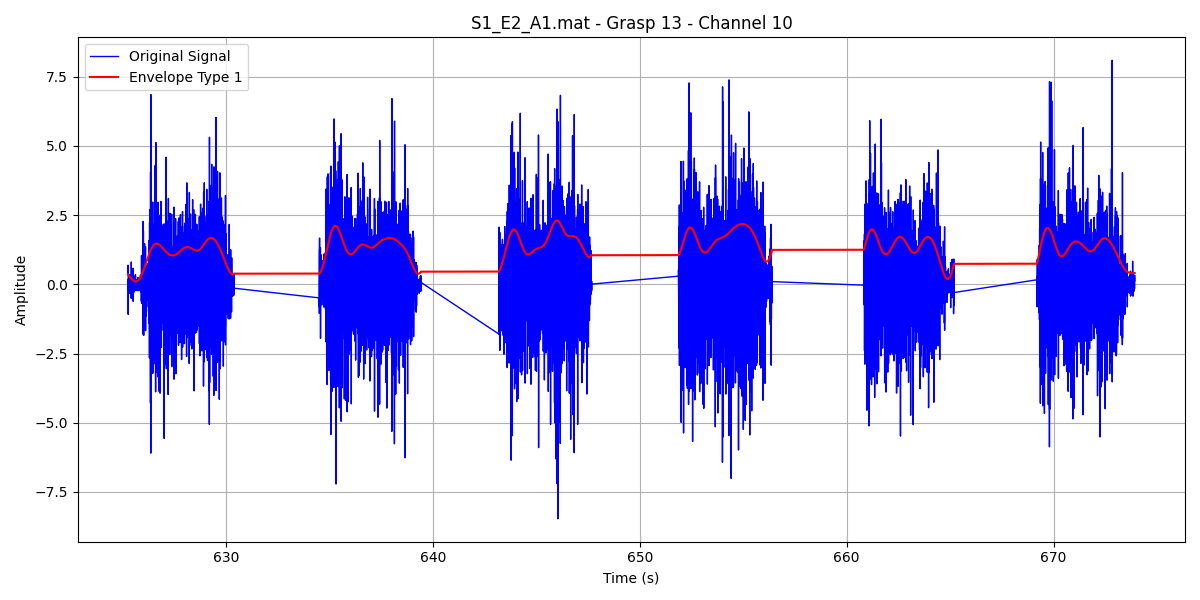 S1_E2_A1.mat - Grasp 13 - Channel 10
Original Signal
Envelope Type 1
7.5
5.0
2.5
0.0
−2.5
−5.0
−7.5
Amplitude
630
640
650
660
670
Time (s)